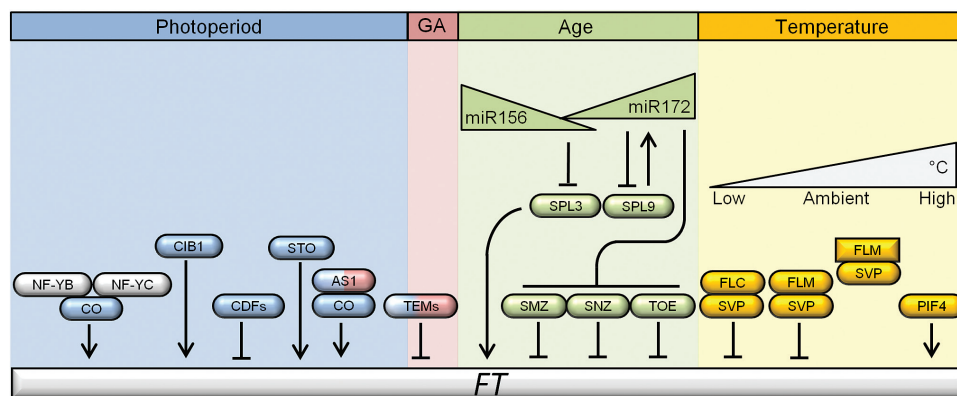 Photoperiod GA Age Temperature
miR156 miR172
°C
Low Ambient High
SPL3 SPL9
CIB1 STO FLM
SVP
NF-YB NF-YC AS1 FLC FLM
CO CDFs CO TEMs SMZ SNZ TOE SVP SVP PIF4
FT